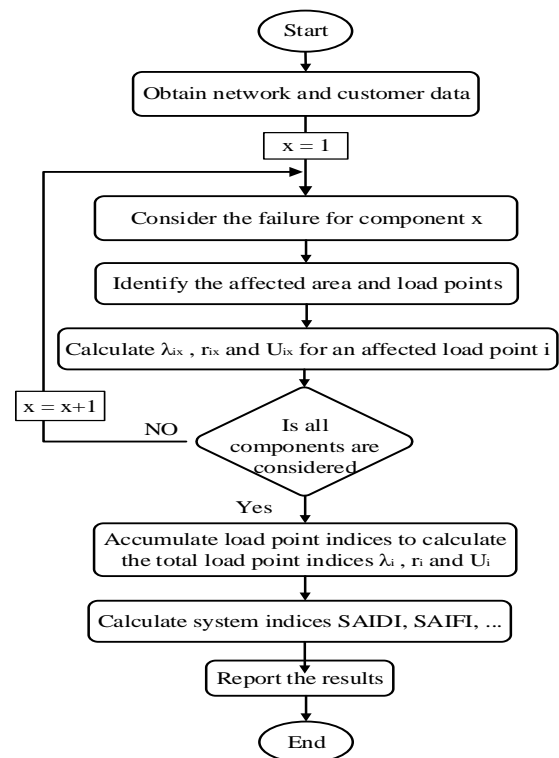 Start
Obtain network and customer data
x = 1
Consider the failure for component x
Identify the affected area and load points
Calculate λix , rix and Uix for an affected load point i
x = x+1
NO
Is all
components are
considered
Yes
Accumulate load point indices to calculate
the total load point indices λi , ri and Ui
Calculate system indices SAIDI, SAIFI, ...
Report the results
End